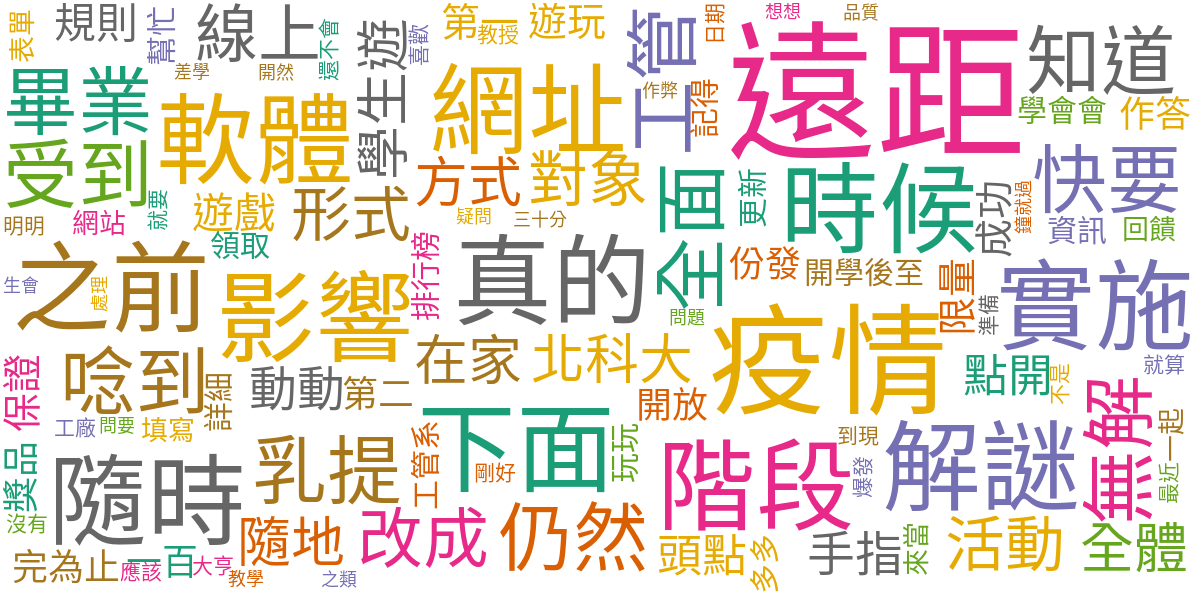 表單
規則
幫忙
線上
還不會
學生遊
喜歡
第一
教授
遊玩
工管
日期
想想
品質
遠距
知道
差學
開然
畢業
軟體
網址
作弊
記得
學會會
作答
受到
方式
對象
全面
更新
時候
快要
成功
鐘就過
明明
網站
就要
遊戲
形式
疑問
三十分
資訊
回饋
領取
之前
影響
排行榜
真的
份發
開學後至
限量
準備
實施
生會
處理
問題
疫情
保證
唸到
詳細
動動
第二
在家
北科大
開放
點開
不是
就算
無解
工廠
問要
填寫
乳提
工管系
下面
剛好
玩玩
階段
到現
爆發
解謎
一起
最近
獎品
沒有
隨時
隨地
改成
仍然
頭點
多多
手指
來當
活動
全體
完為止
一百
應該
大亨
教學
之類